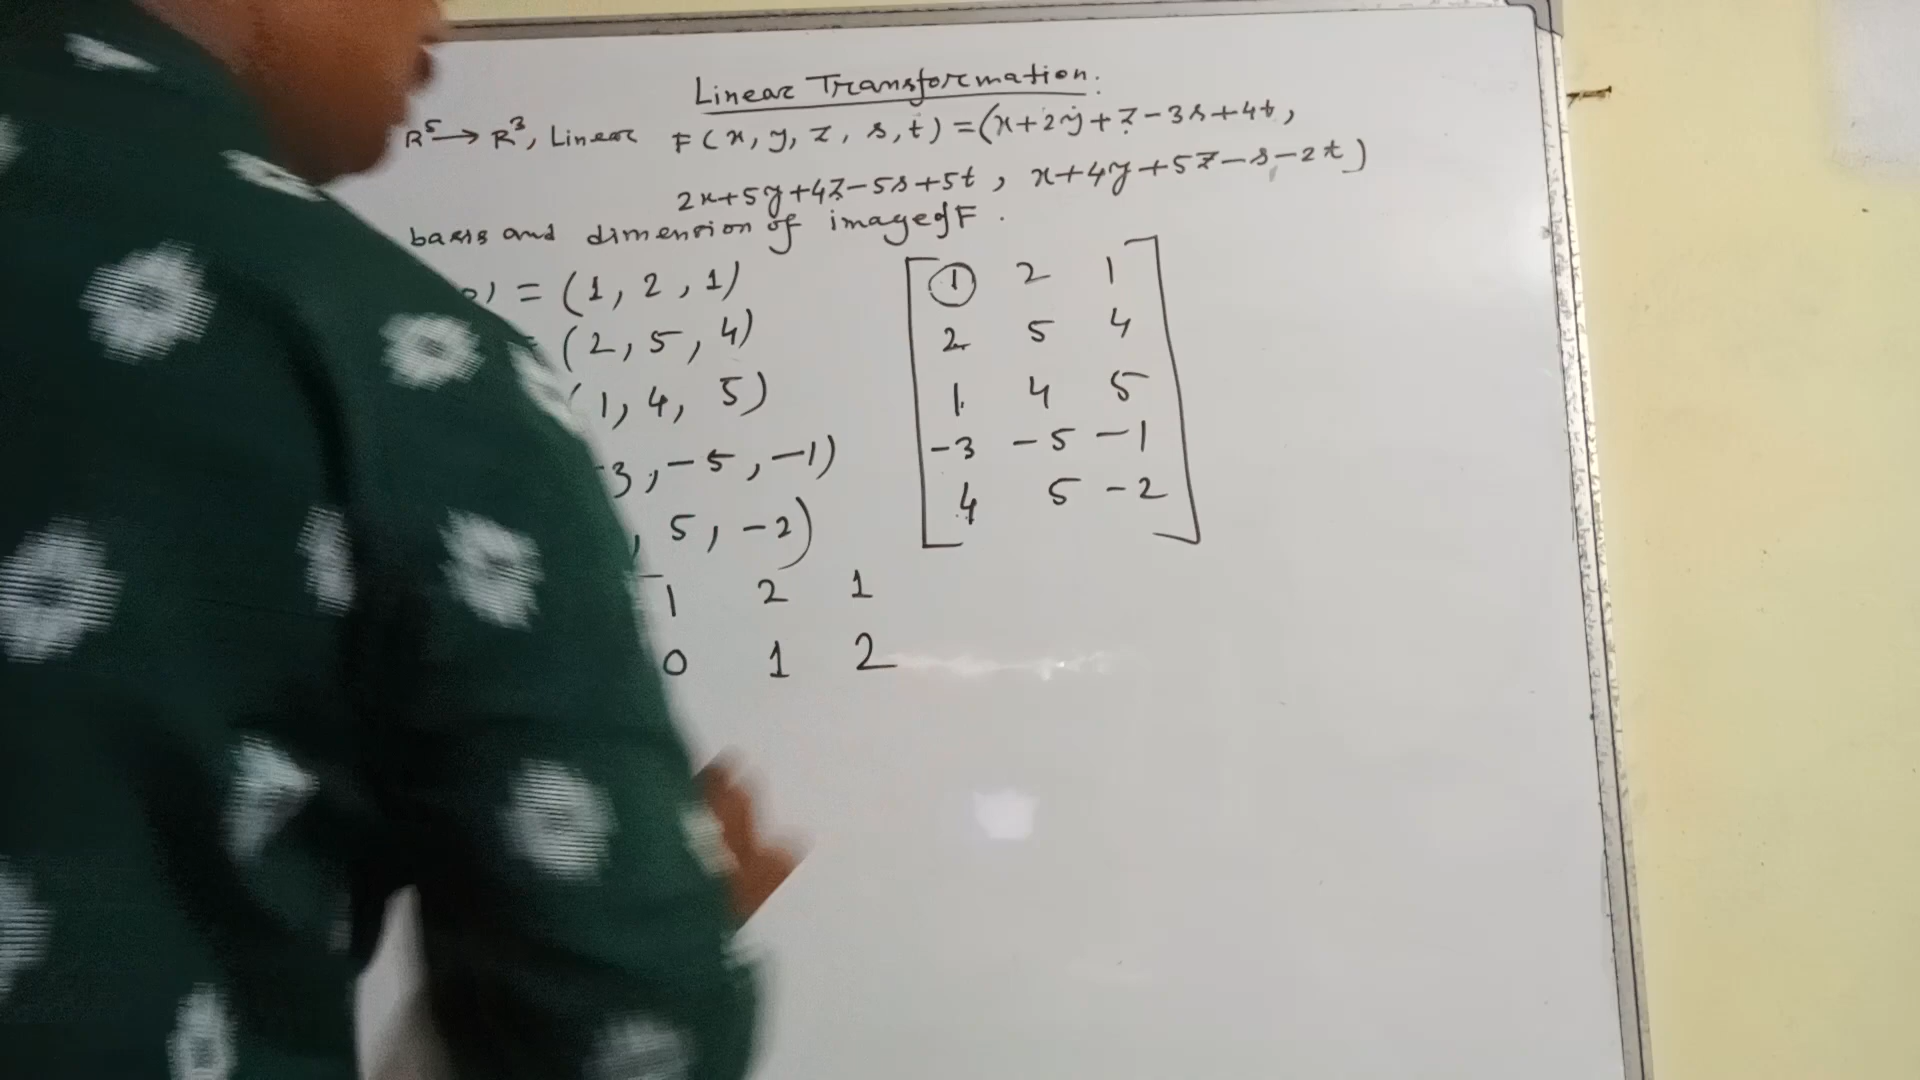 Linear Transformation.
R⁵ → R³, Linear F(x, y, z, s, t) = (x+2y+z-3s+4t,
2x+5y+4z-5s+5t, x+4y+5z-s-2t)
basis and dimension of image of F.
0) = (1, 2, 1)
= (2, 5, 4)
(1, 4, 5)
-3, -5, -1)
, 5, -2)
1 2 1
2 5 4
1 4 5
-3 -5 -1
4 5 -2
1 2 1
0 1 2